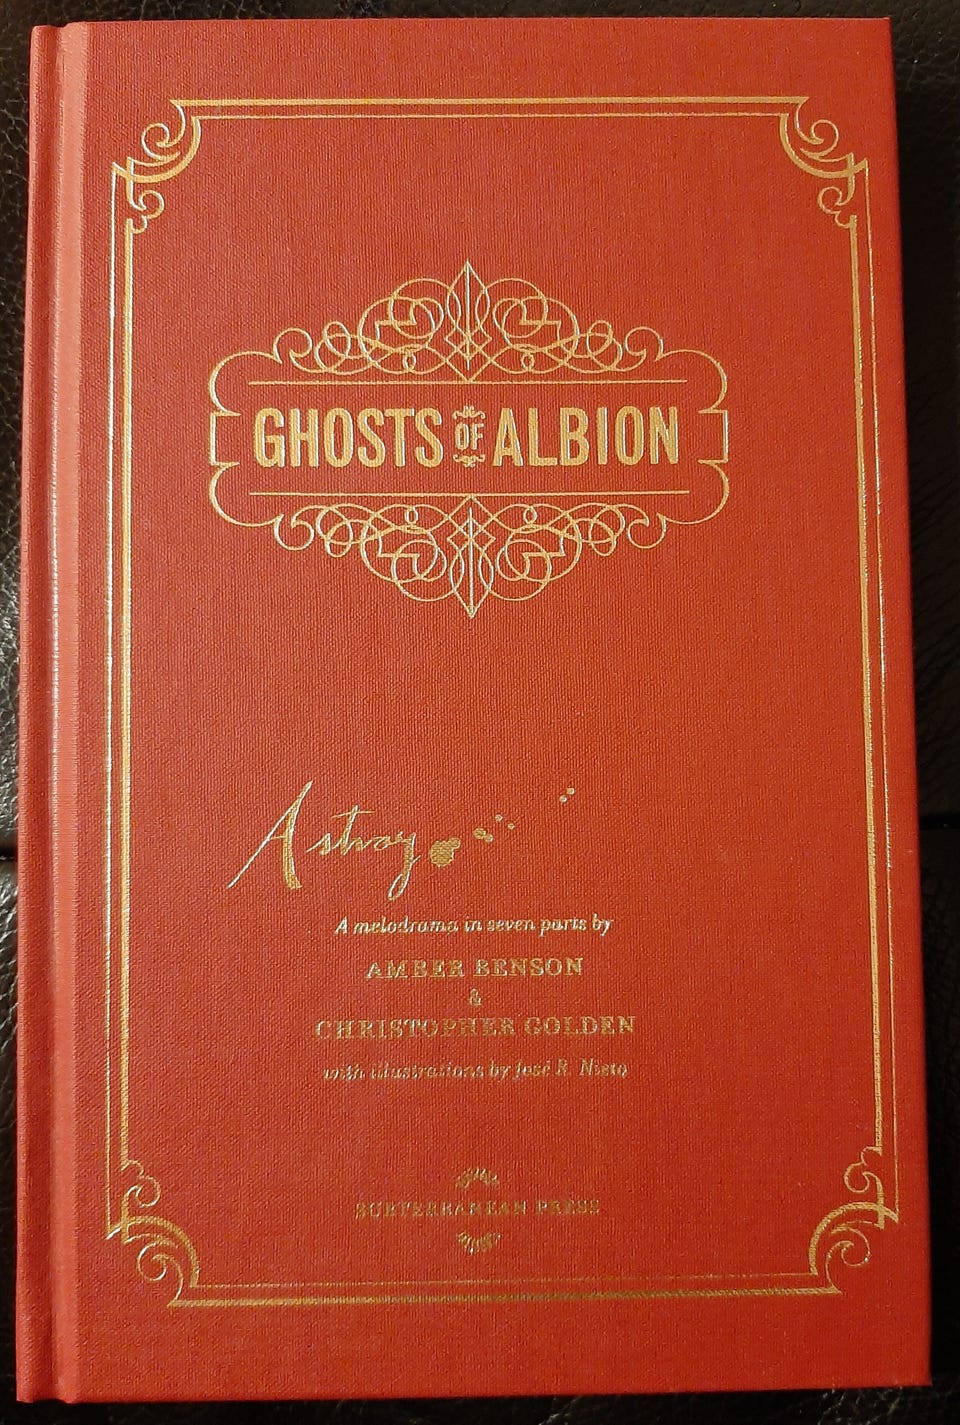 GHOSTS OF ALBION
Astray
A melodrama in seven parts by
AMBER BENSON
&
CHRISTOPHER GOLDEN
with illustrations by José R. Nieto
SUBTERRANEAN PRESS